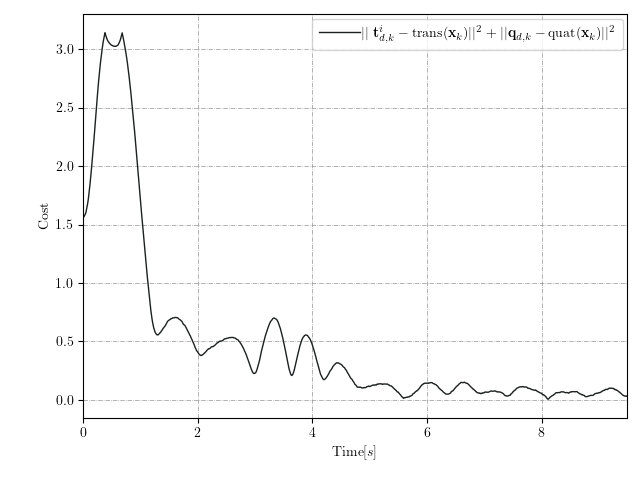 || t^i_{d,k} − trans(x_k)||^2 + ||q_{d,k} − quat(x_k)||^2
3.0
2.5
2.0
1.5
1.0
0.5
0.0
Cost
0 2 4 6 8
Time[s]